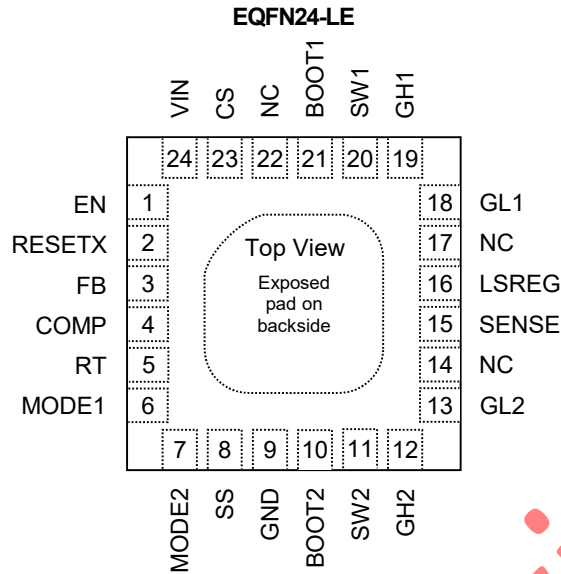 EQFN24-LE
VIN CS NC BOOT1 SW1 GH1
24 23 22 21 20 19
EN 1 18 GL1
RESETX 2 17 NC
FB 3 16 LSREG
COMP 4 15 SENSE
RT 5 14 NC
MODE1 6 13 GL2
Top View
Exposed
pad on
backside
7 8 9 10 11 12
MODE2 SS GND BOOT2 SW2 GH2